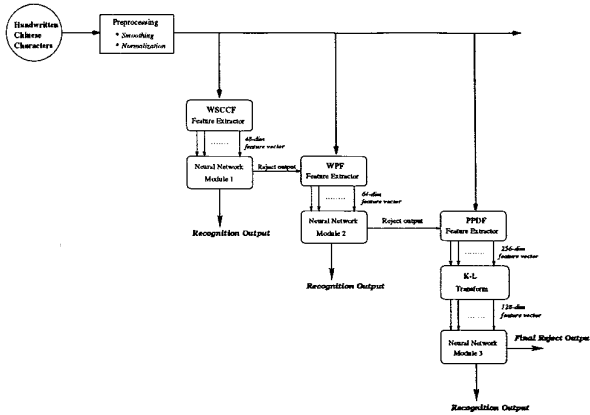 Handwritten
Chinese
Characters
Preprocessing
* Smoothing
* Normalization
WSCCF
Feature Extractor
........
48-dim
feature vector
Neural Network
Module 1
Reject output
Recognition Output
WPF
Feature Extractor
........
64-dim
feature vector
Neural Network
Module 2
Reject output
Recognition Output
PPDF
Feature Extractor
........
256-dim
feature vector
K-L
Transform
........
128-dim
feature vector
Neural Network
Module 3
Final Reject Outpu
Recognition Output